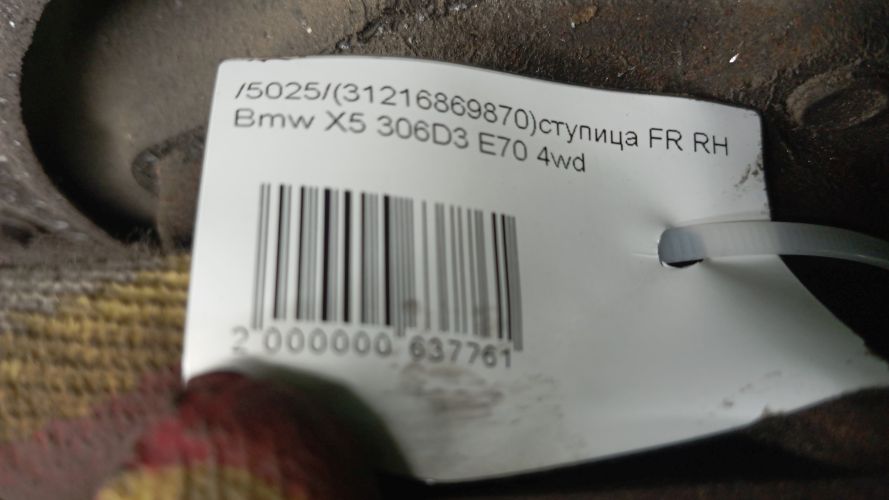 /5025/(31216869870)ступица FR RH
Bmw X5 306D3 E70 4wd
2 000000 637761